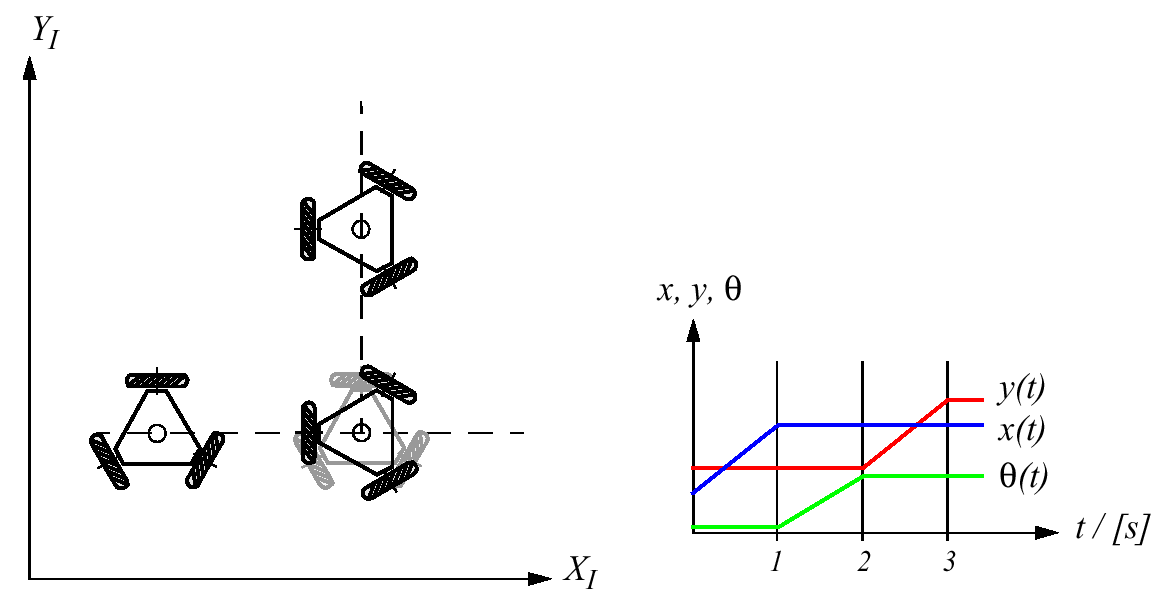 Y_I
X_I
x, y, θ
y(t)
x(t)
θ(t)
t / [s]
1 2 3